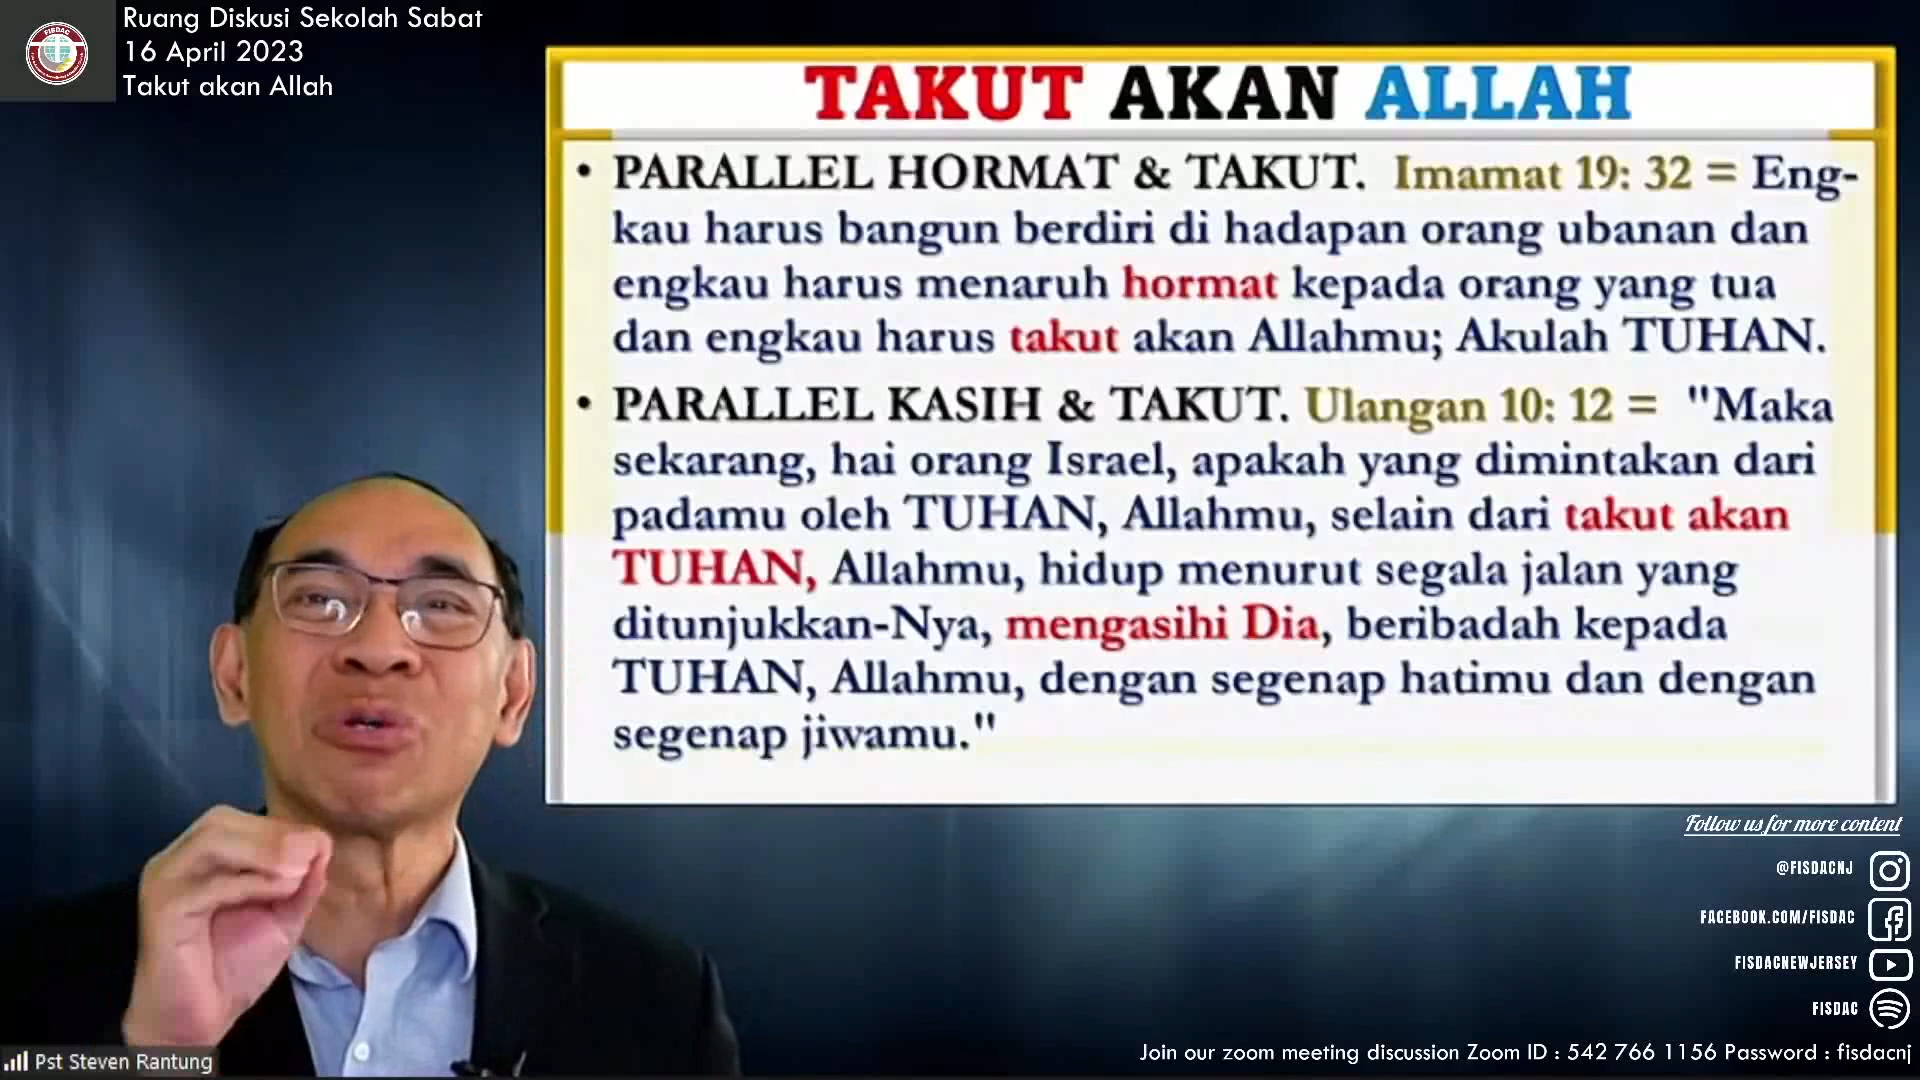 FISDAC
Ruang Diskusi Sekolah Sabat
16 April 2023
Takut akan Allah
TAKUT AKAN ALLAH
• PARALLEL HORMAT & TAKUT. Imamat 19: 32 = Eng-
kau harus bangun berdiri di hadapan orang ubanan dan
engkau harus menaruh hormat kepada orang yang tua
dan engkau harus takut akan Allahmu; Akulah TUHAN.
• PARALLEL KASIH & TAKUT. Ulangan 10: 12 = "Maka
sekarang, hai orang Israel, apakah yang dimintakan dari
padamu oleh TUHAN, Allahmu, selain dari takut akan
TUHAN, Allahmu, hidup menurut segala jalan yang
ditunjukkan-Nya, mengasihi Dia, beribadah kepada
TUHAN, Allahmu, dengan segenap hatimu dan dengan
segenap jiwamu."
Follow us for more content
@FISDACNJ
FACEBOOK.COM/FISDAC
FISDACNEWJERSEY
FISDAC
Pst Steven Rantung
Join our zoom meeting discussion Zoom ID : 542 766 1156 Password : fisdacnj